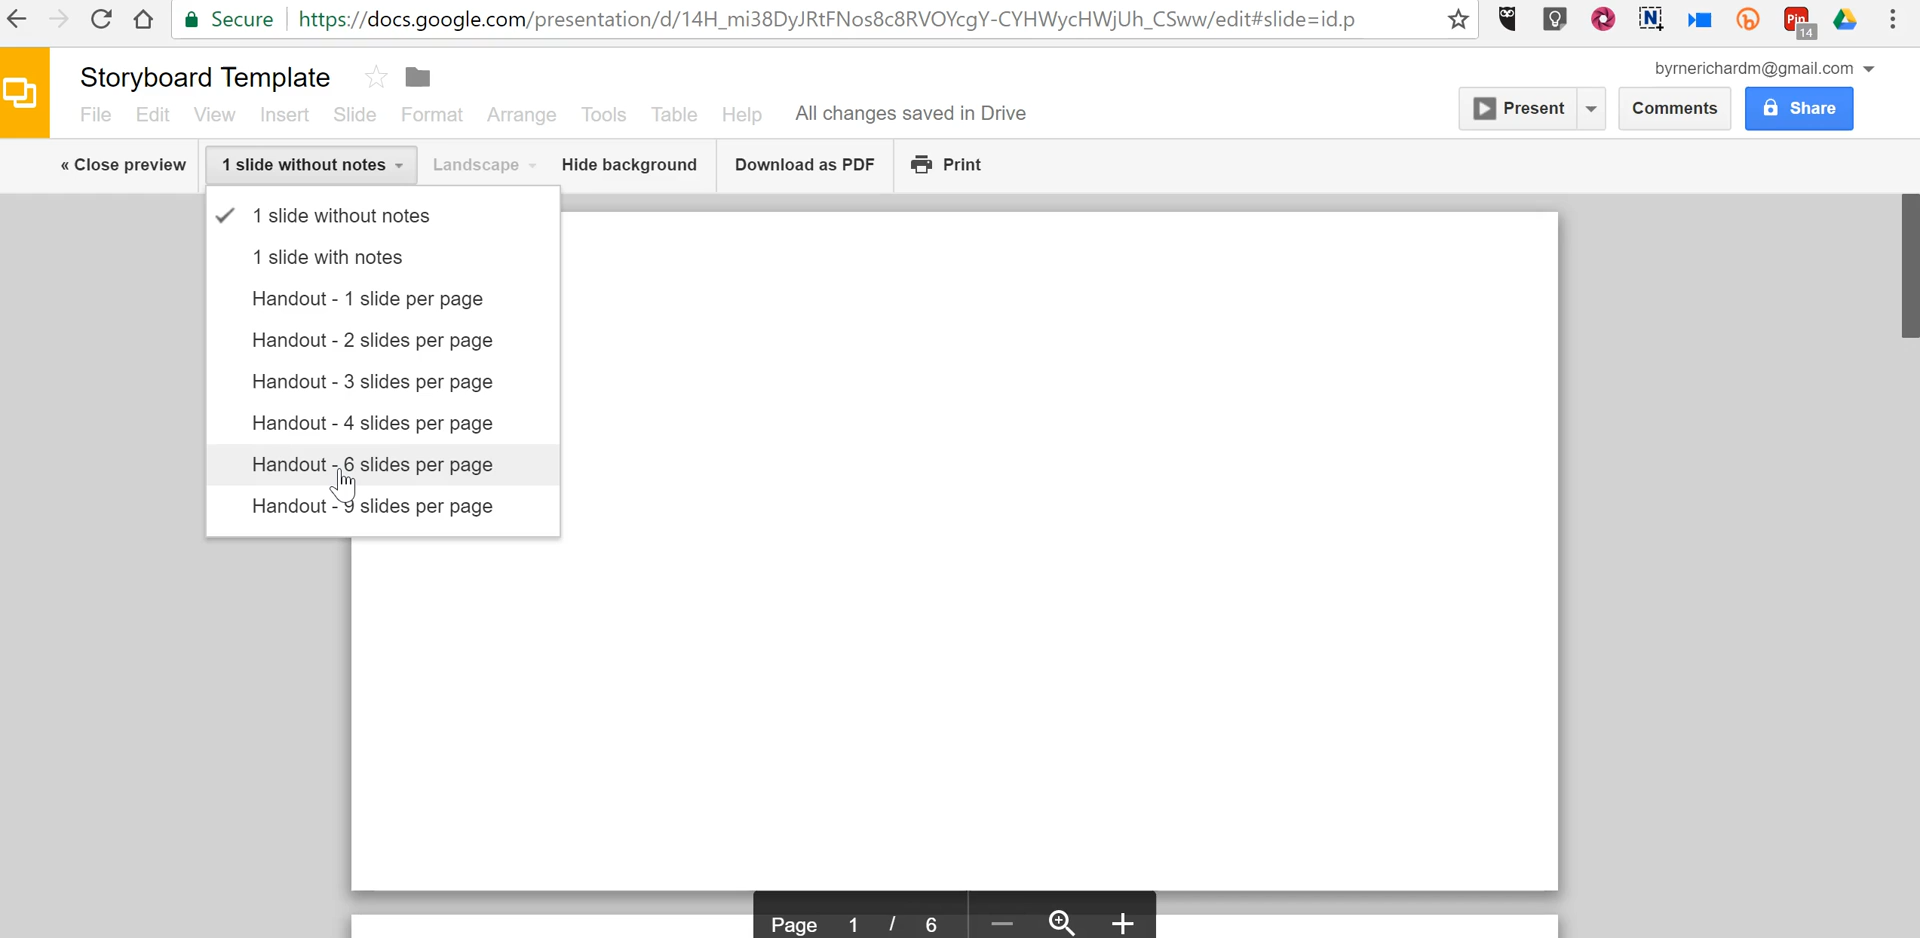 Secure https://docs.google.com/presentation/d/14H_mi38DyJRtFNos8c8RVOYcgY-CYHWycHWjUh_CSww/edit#slide=id.p
Pin
14
Storyboard Template
byrnerichardm@gmail.com
File Edit View Insert Slide Format Arrange Tools Table Help All changes saved in Drive
Present Comments Share
« Close preview 1 slide without notes Landscape Hide background Download as PDF Print
1 slide without notes
1 slide with notes
Handout - 1 slide per page
Handout - 2 slides per page
Handout - 3 slides per page
Handout - 4 slides per page
Handout - 6 slides per page
Handout - 9 slides per page
Page 1 / 6